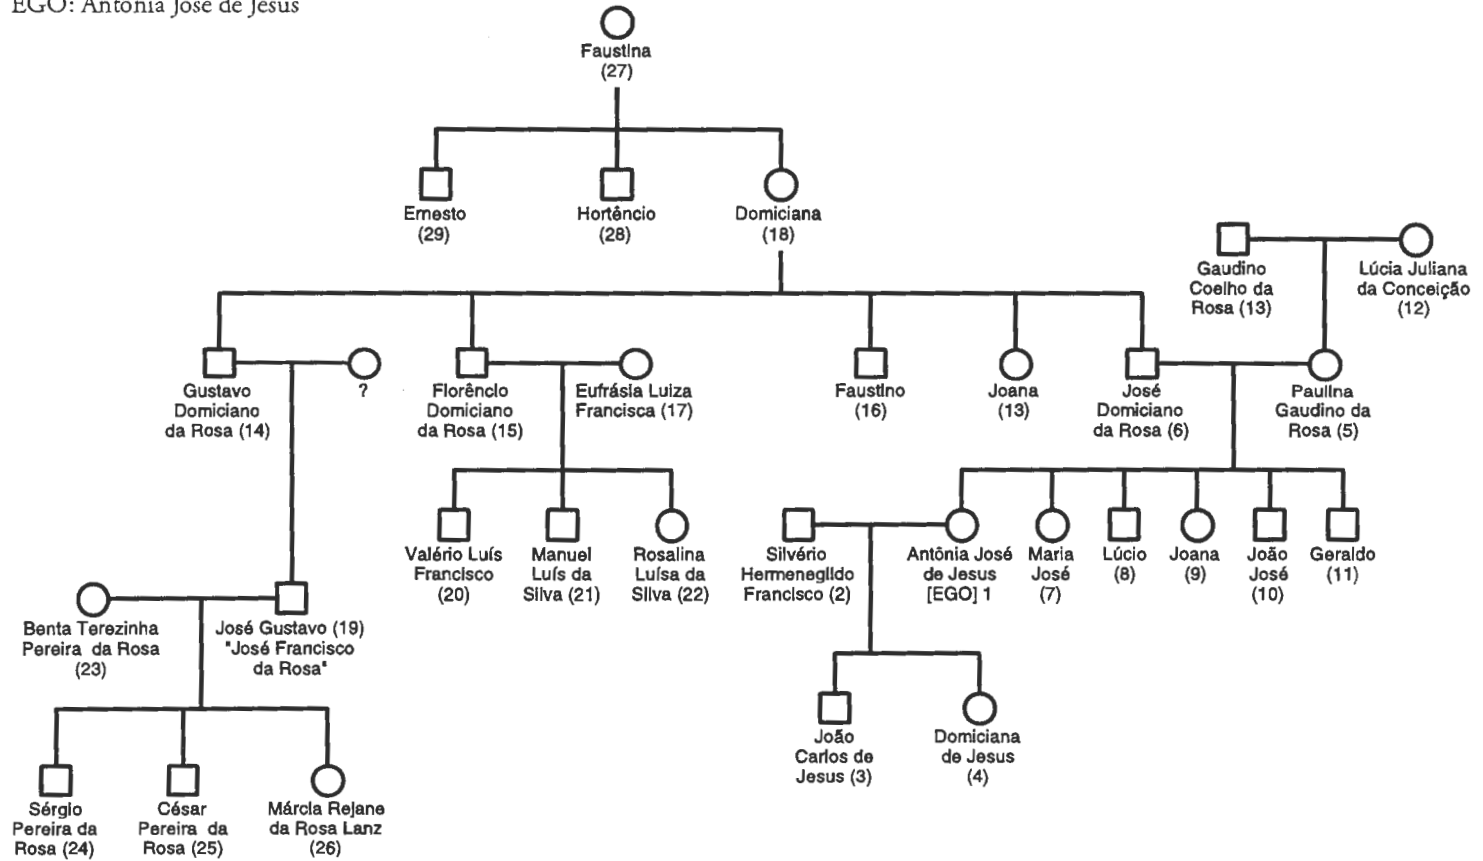 EGO: Antônia José de Jesus
Faustina
(27)
Ernesto
(29)
Hortêncio
(28)
Domiciana
(18)
Gaudino
Coelho da
Rosa (13)
Lúcia Juliana
da Conceição
(12)
Gustavo
Domiciano
da Rosa (14)
?
Florêncio
Domiciano
da Rosa (15)
Eufrásia Luiza
Francisca (17)
Faustino
(16)
Joana
(13)
José
Domiciano
da Rosa (6)
Paulina
Gaudino da
Rosa (5)
Valério Luís
Francisco
(20)
Manuel
Luís da
Silva (21)
Rosalina
Luísa da
Silva (22)
Silvério
Hermenegildo
Francisco (2)
Antônia José
de Jesus
[EGO] 1
Maria
José
(7)
Lúcio
(8)
Joana
(9)
João
José
(10)
Geraldo
(11)
Benta Terezinha
Pereira da Rosa
(23)
José Gustavo (19)
"José Francisco
da Rosa"
João
Carlos de
Jesus (3)
Domiciana
de Jesus
(4)
Sérgio
Pereira da
Rosa (24)
César
Pereira da
Rosa (25)
Márcia Rejane
da Rosa Lanz
(26)